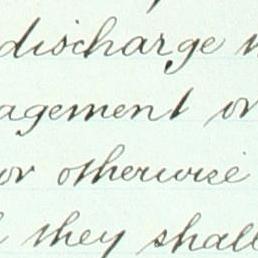 discharge
agement or
or otherwise
they shall